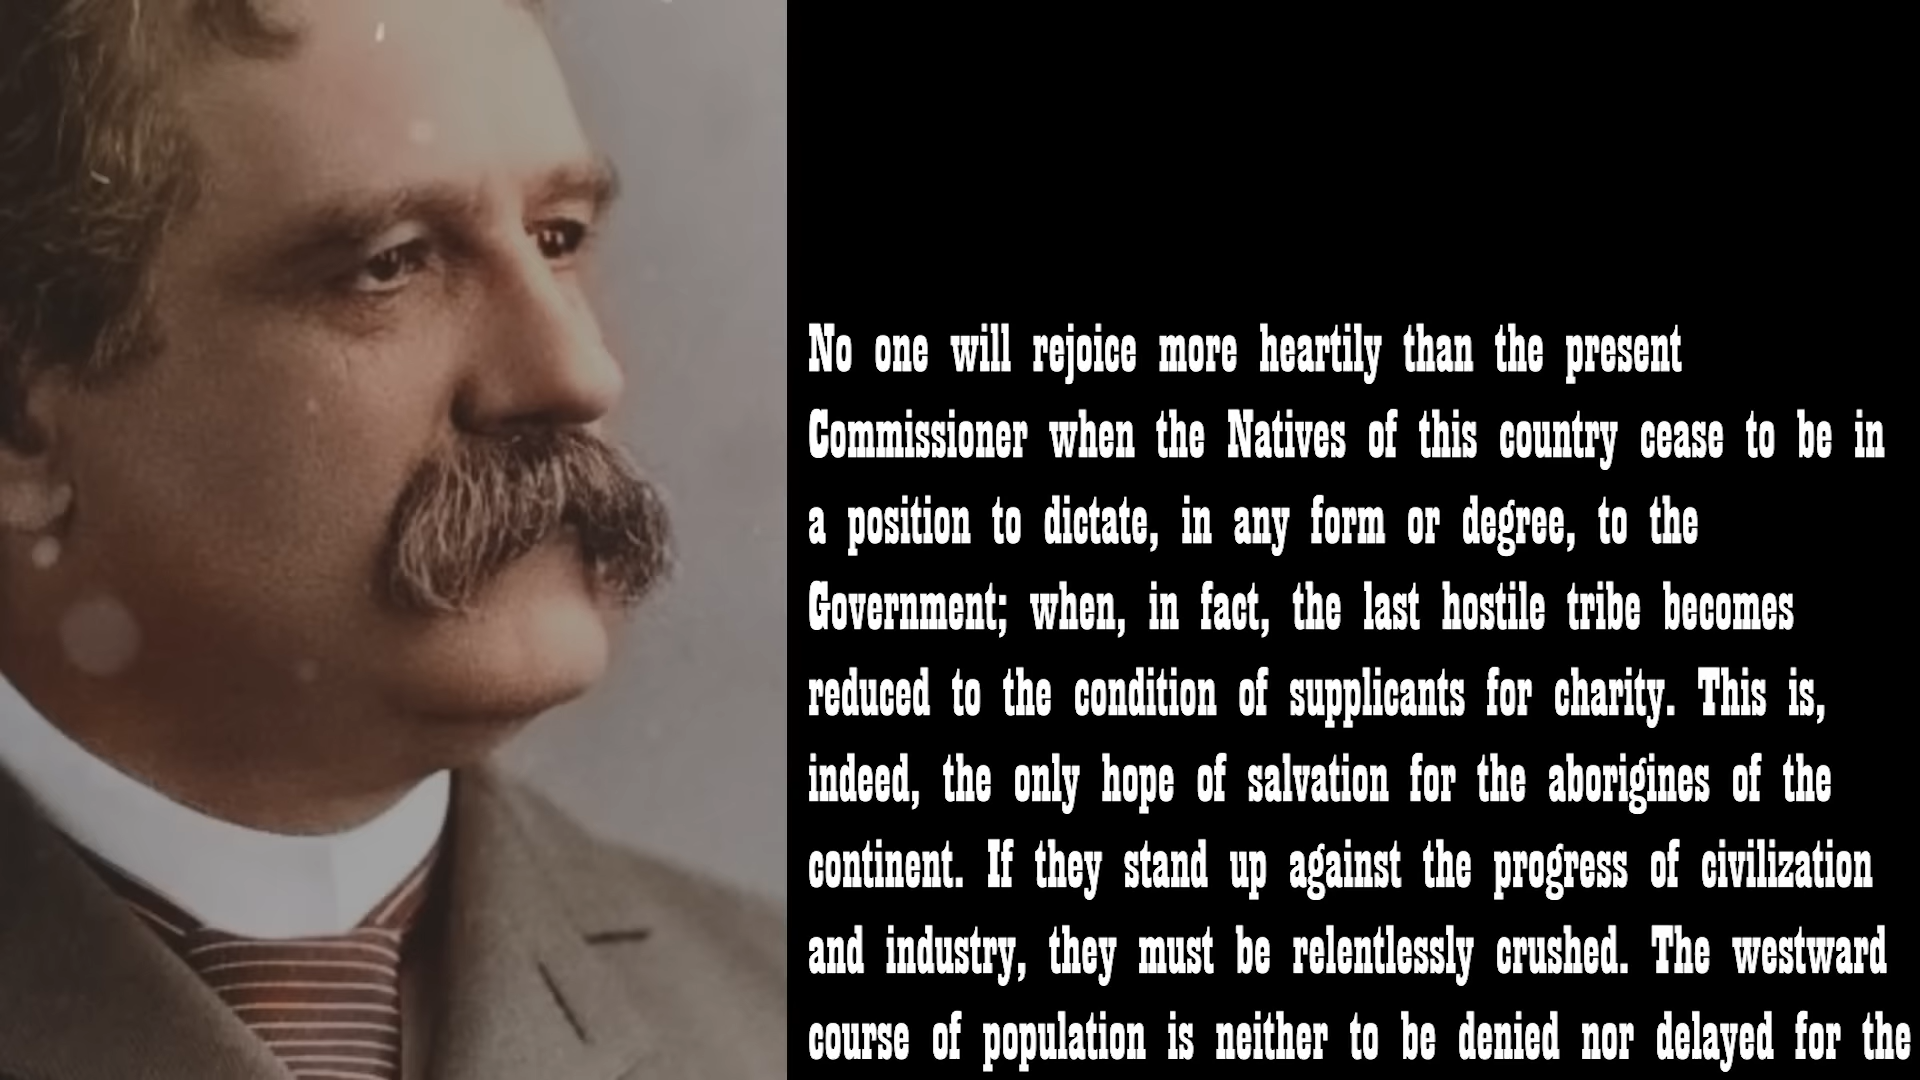 No one will rejoice more heartily than the present
Commissioner when the Natives of this country cease to be in
a position to dictate, in any form or degree, to the
Government; when, in fact, the last hostile tribe becomes
reduced to the condition of supplicants for charity. This is,
indeed, the only hope of salvation for the aborigines of the
continent. If they stand up against the progress of civilization
and industry, they must be relentlessly crushed. The westward
course of population is neither to be denied nor delayed for the